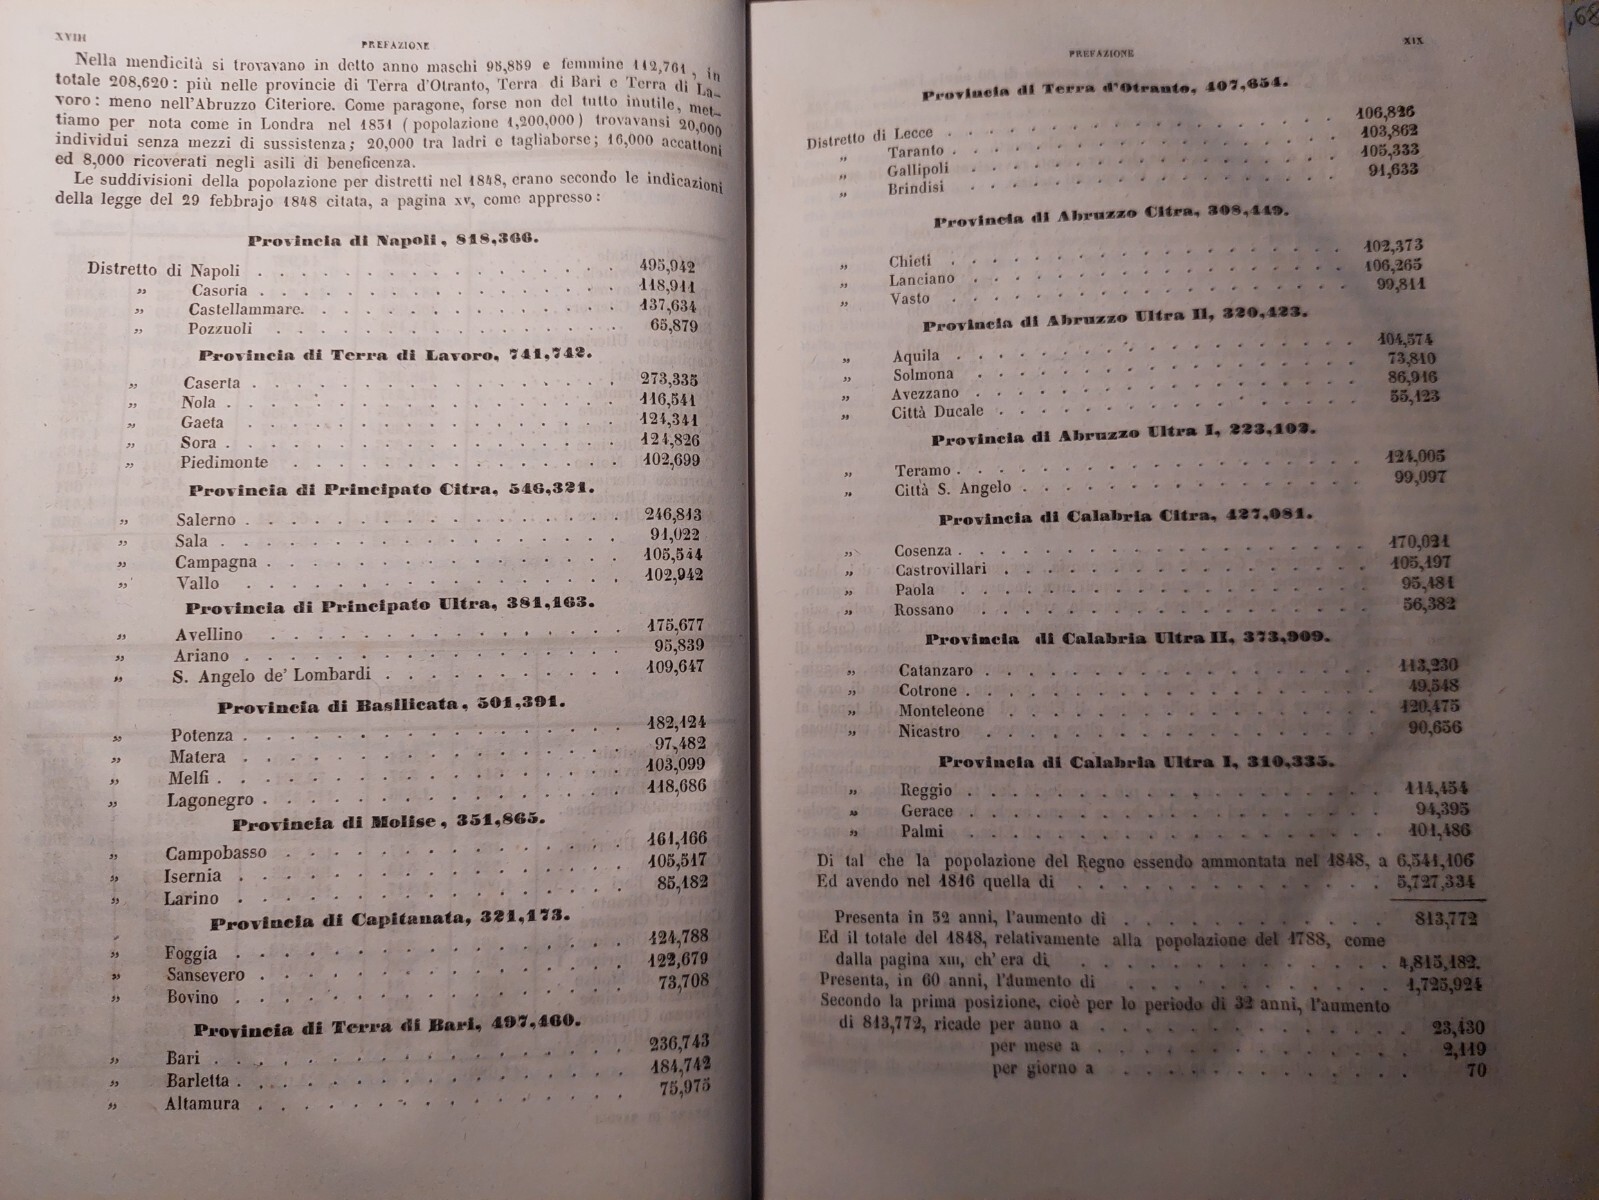 XVIII
PREFAZIONE
Nella mendicità si trovavano in detto anno maschi 95,859 e femmine 112,761, in
totale 208,620: più nelle provincie di Terra d'Otranto, Terra di Bari e Terra di La-
voro: meno nell'Abruzzo Citeriore. Come paragone, forse non del tutto inutile, met-
tiamo per nota come in Londra nel 1831 (popolazione 1,200,000) trovavansi 20,000
individui senza mezzi di sussistenza; 20,000 tra ladri e tagliaborse; 16,000 accattoni
ed 8,000 ricoverati negli asili di beneficenza.
Le suddivisioni della popolazione per distretti nel 1848, erano secondo le indicazioni
della legge del 29 febbrajo 1848 citata, a pagina XV, come appresso:
Provincia di Napoli, 818,366.
Distretto di Napoli . . . . 495,942
» Casoria . . . . 118,911
» Castellammare. . . . . 137,634
» Pozzuoli . . . . 65,879
Provincia di Terra di Lavoro, 741,742.
» Caserta . . . . 273,335
» Nola . . . . 116,541
» Gaeta . . . . 124,341
» Sora . . . . 124,826
» Piedimonte . . . . 102,699
Provincia di Principato Citra, 546,321.
» Salerno . . . . 246,813
» Sala . . . . 91,022
» Campagna . . . . 105,544
» Vallo . . . . 102,942
Provincia di Principato Ultra, 381,163.
» Avellino . . . . 175,677
» Ariano . . . . 95,839
» S. Angelo de' Lombardi . . . . 109,647
Provincia di Basilicata, 501,391.
» Potenza . . . . 182,124
» Matera . . . . 97,482
» Melfi . . . . 103,099
» Lagonegro . . . . 118,686
Provincia di Molise, 351,865.
» Campobasso . . . . 161,166
» Isernia . . . . 105,517
» Larino . . . . 85,182
Provincia di Capitanata, 321,173.
» Foggia . . . . 124,788
» Sansevero . . . . 122,679
» Bovino . . . . 73,708
Provincia di Terra di Bari, 497,460.
» Bari . . . . 236,743
» Barletta . . . . 184,742
» Altamura . . . . 75,975
XIX
PREFAZIONE
Provincia di Terra d'Otranto, 407,654.
Distretto di Lecce . . . . 106,826
» Taranto . . . . 103,862
» Gallipoli . . . . 105,333
» Brindisi . . . . 91,633
Provincia di Abruzzo Citra, 308,449.
» Chieti . . . . 102,373
» Lanciano . . . . 106,265
» Vasto . . . . 99,811
Provincia di Abruzzo Ultra II, 320,423.
» Aquila . . . . 104,574
» Solmona . . . . 73,810
» Avezzano . . . . 86,916
» Città Ducale . . . . 55,123
Provincia di Abruzzo Ultra I, 223,102.
» Teramo . . . . 124,005
» Città S. Angelo . . . . 99,097
Provincia di Calabria Citra, 427,081.
» Cosenza . . . . 170,021
» Castrovillari . . . . 105,197
» Paola . . . . 95,481
» Rossano . . . . 56,382
Provincia di Calabria Ultra II, 373,909.
» Catanzaro . . . . 113,230
» Cotrone . . . . 49,548
» Monteleone . . . . 120,475
» Nicastro . . . . 90,656
Provincia di Calabria Ultra I, 310,335.
» Reggio . . . . 114,454
» Gerace . . . . 94,395
» Palmi . . . . 101,486
Di tal che la popolazione del Regno essendo ammontata nel 1848, a 6,541,106
Ed avendo nel 1816 quella di . . . . 5,727,334
Presenta in 32 anni, l'aumento di . . . . 813,772
Ed il totale del 1848, relativamente alla popolazione del 1788, come
dalla pagina XIII, ch'era di . . . . 4,815,182.
Presenta, in 60 anni, l'aumento di . . . . 1,725,924
Secondo la prima posizione, cioè per lo periodo di 32 anni, l'aumento
di 813,772, ricade per anno a . . . . 23,430
per mese a . . . . 2,119
per giorno a . . . . 70